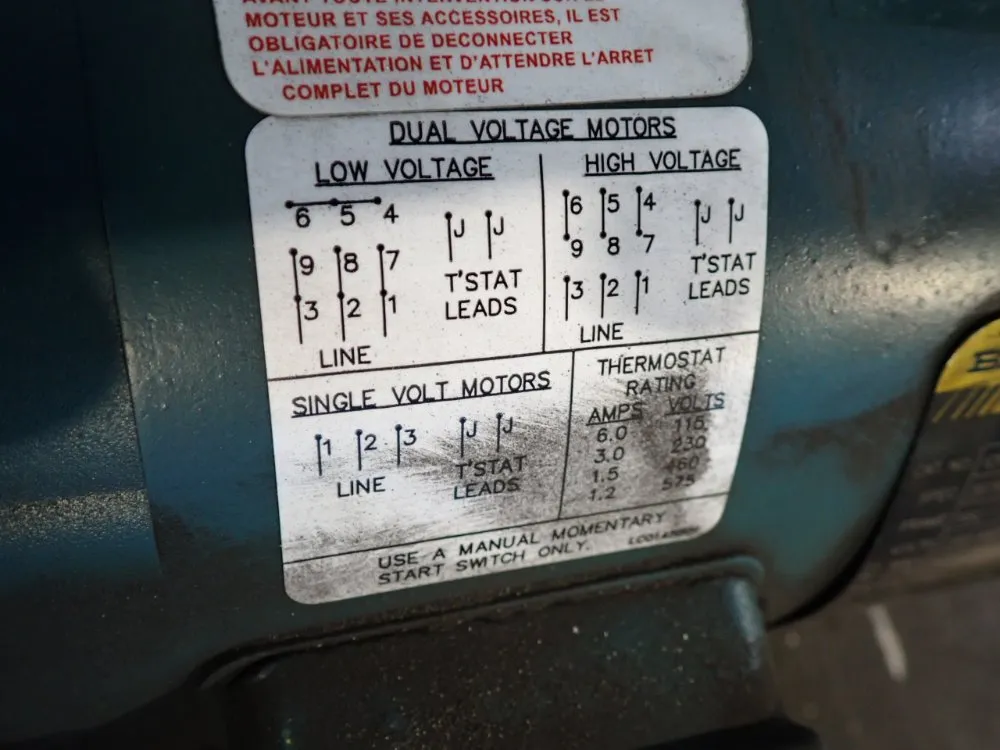 MOTEUR ET SES ACCESSOIRES, IL EST
OBLIGATOIRE DE DECONNECTER
L'ALIMENTATION ET D'ATTENDRE L'ARRET
COMPLET DU MOTEUR
DUAL VOLTAGE MOTORS
LOW VOLTAGE
6 5 4
J J
9 8 7
T'STAT
LEADS
3 2 1
LINE
HIGH VOLTAGE
6 5 4
J J
9 8 7
T'STAT
LEADS
3 2 1
LINE
SINGLE VOLT MOTORS
1 2 3
J J
LINE
T'STAT
LEADS
THERMOSTAT
RATING
AMPS VOLTS
6.0 115
3.0 230
1.5 460
1.2 575
USE A MANUAL MOMENTARY
START SWITCH ONLY.